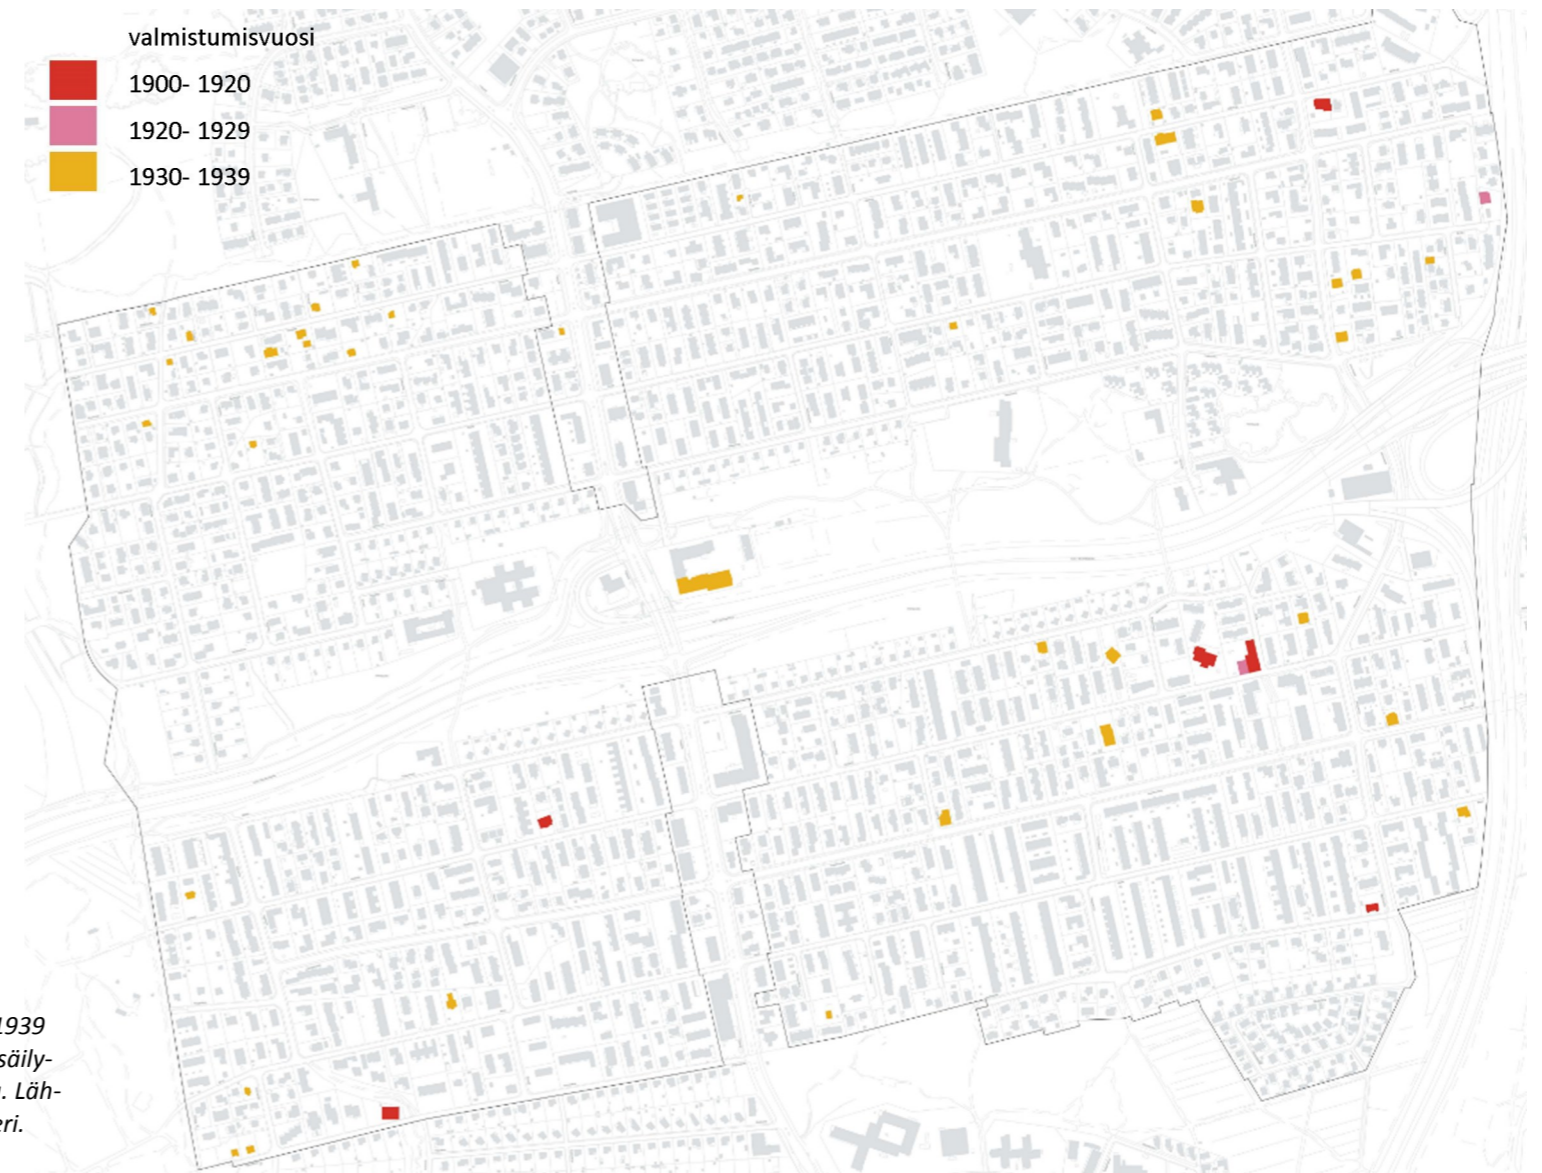 valmistumisvuosi
1900- 1920
1920- 1929
1930- 1939
1939
säily-
. Läh-
eri.